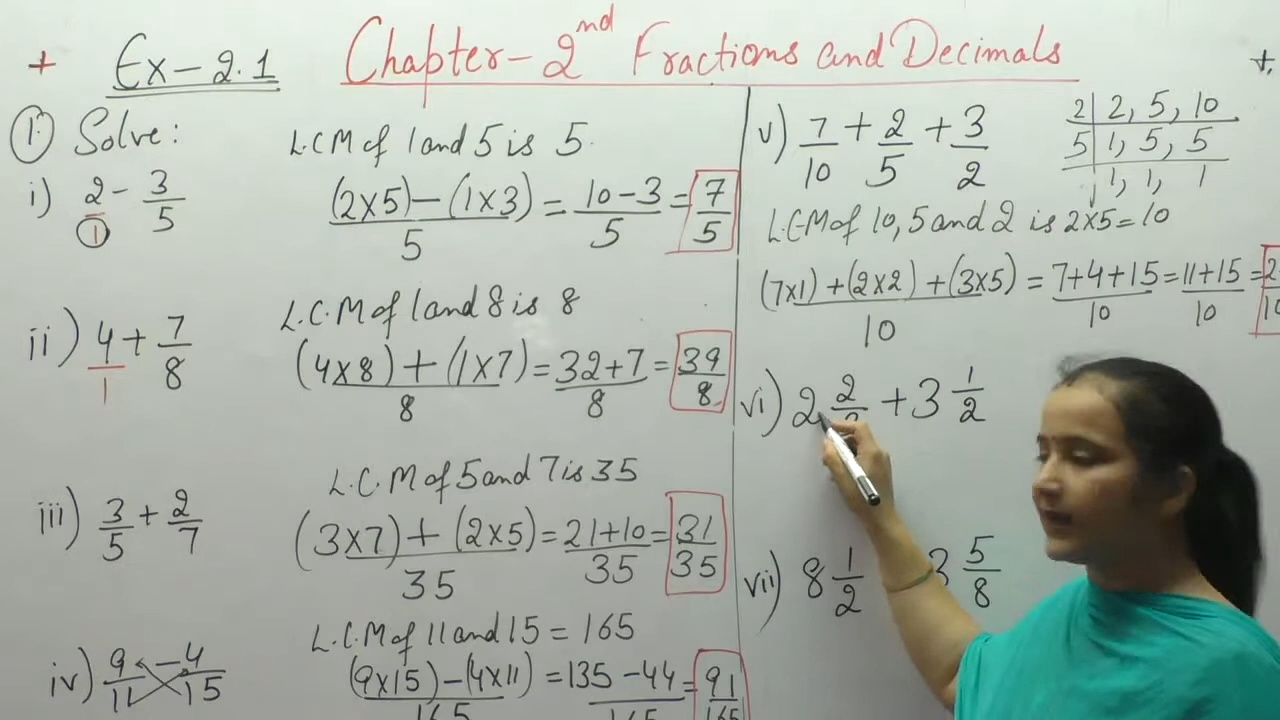 Ex-2.1 Chapter-2nd Fractions and Decimals
① Solve:
i) 2/1 - 3/5
L.C.M of 1 and 5 is 5.
(2×5)-(1×3)/5 = 10-3/5 = 7/5
ii) 4/1 + 7/8
L.C.M of 1 and 8 is 8
(4×8)+(1×7)/8 = 32+7/8 = 39/8
iii) 3/5 + 2/7
L.C.M of 5 and 7 is 35
(3×7)+(2×5)/35 = 21+10/35 = 31/35
iv) 9/11 - 4/15
L.C.M of 11 and 15 = 165
(9×15)-(4×11)/165 = 135-44/165 = 91/165
v) 7/10 + 2/5 + 3/2
2 | 2, 5, 10
5 | 1, 5, 5
1, 1, 1
L.C.M of 10, 5 and 2 is 2×5=10
(7×1)+(2×2)+(3×5)/10 = 7+4+15/10 = 11+15/10 =
vi) 2 2/ + 3 1/2
vii) 8 1/2 3 5/8